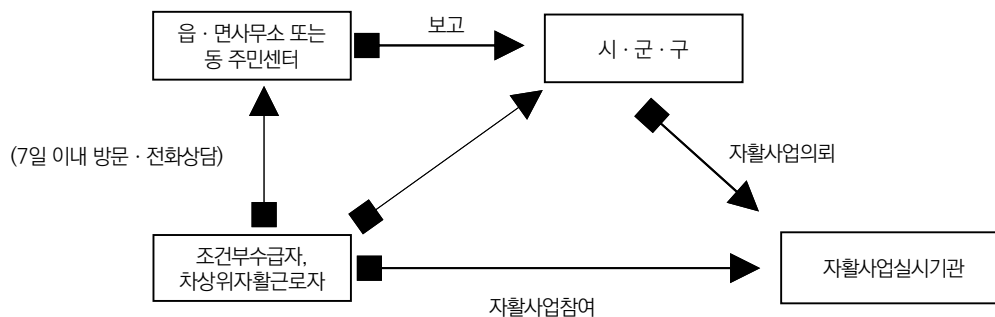 읍 · 면사무소 또는
동 주민센터
보고
시 · 군 · 구
(7일 이내 방문 · 전화상담)
자활사업의뢰
조건부수급자,
차상위자활근로자
자활사업실시기관
자활사업참여